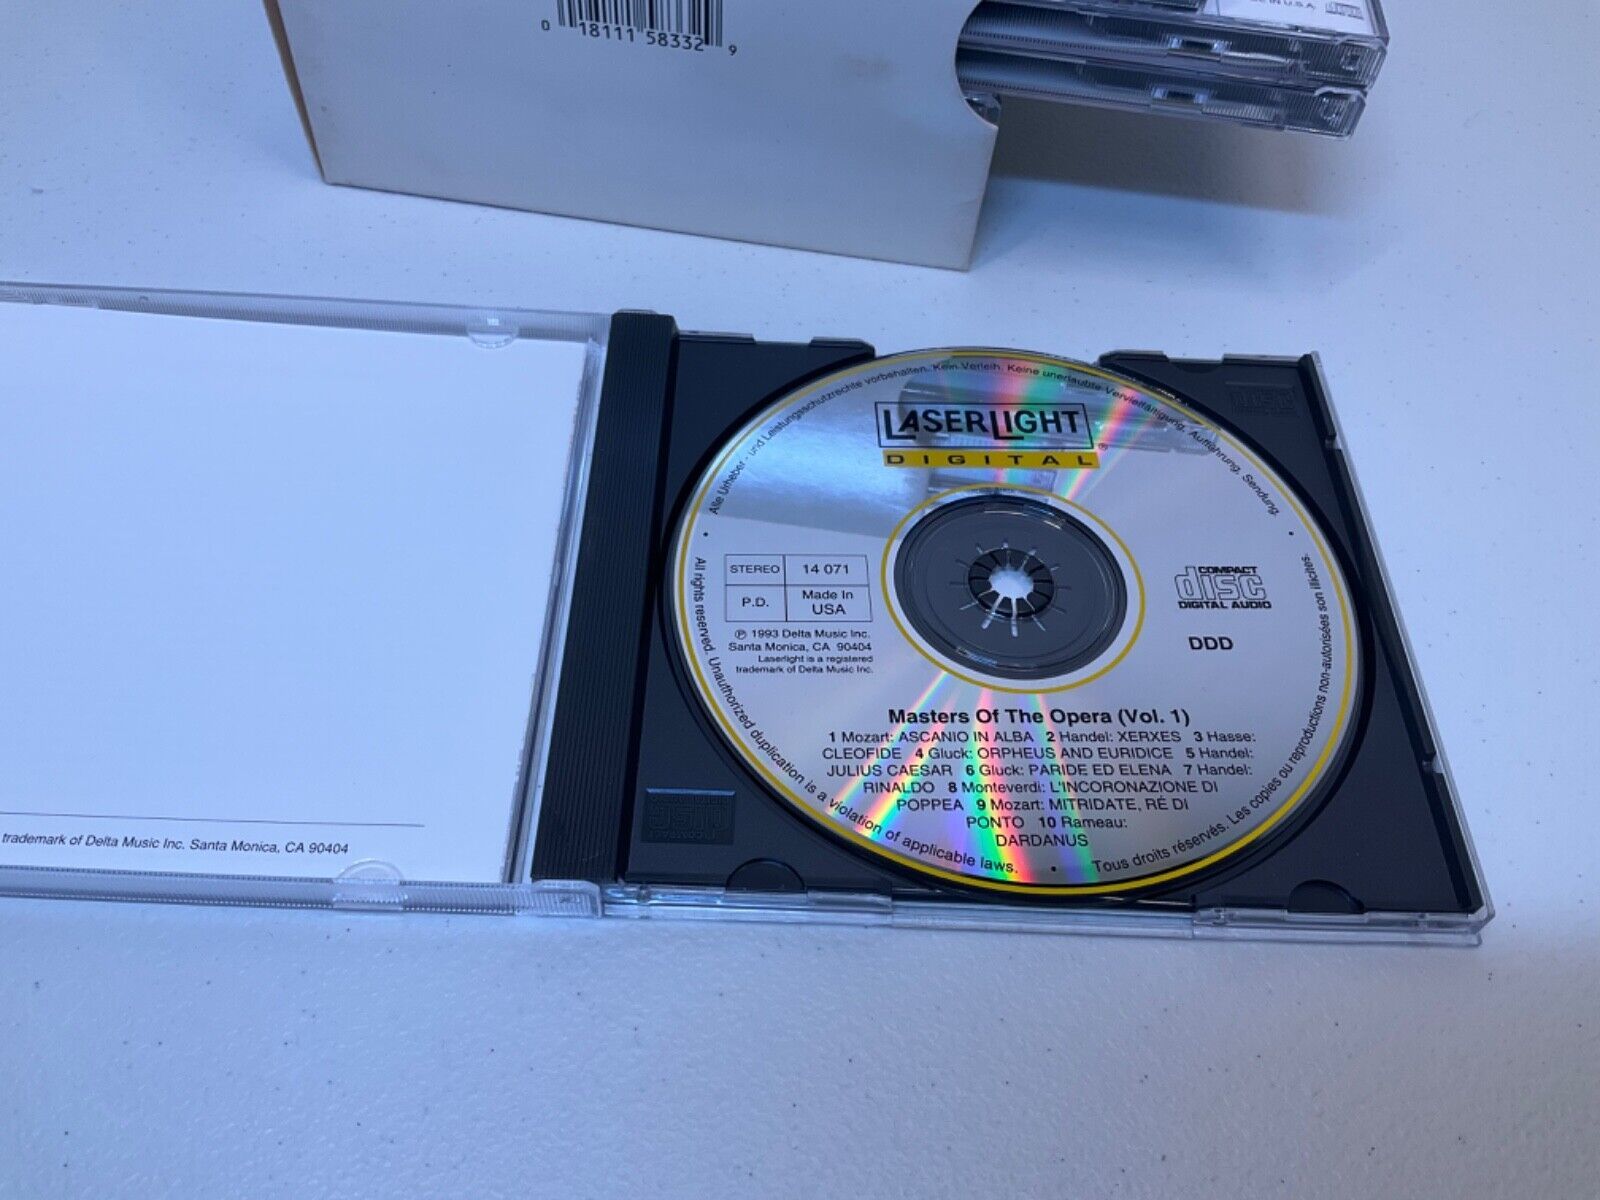 0 18111 58332 9
E IN U.S.A.
trademark of Delta Music Inc. Santa Monica, CA 90404
Alle Urheber - und Leistungsschutzrechte vorbehalten. Kein Verleih. Keine unerlaubte Vervielfältigung, Aufführung, Sendung.
LASERLIGHT ®
DIGITAL
STEREO 14 071
P.D. Made In
USA
℗ 1993 Delta Music Inc.
Santa Monica, CA 90404
Laserlight is a registered
trademark of Delta Music Inc.
COMPACT
disc
DIGITAL AUDIO
DDD
Masters Of The Opera (Vol. 1)
1 Mozart: ASCANIO IN ALBA 2 Handel: XERXES 3 Hasse:
CLEOFIDE 4 Gluck: ORPHEUS AND EURIDICE 5 Handel:
JULIUS CAESAR 6 Gluck: PARIDE ED ELENA 7 Handel:
RINALDO 8 Monteverdi: L'INCORONAZIONE DI
POPPEA 9 Mozart: MITRIDATE, RÉ DI
PONTO 10 Rameau:
DARDANUS
All rights reserved. Unauthorized duplication is a violation of applicable laws.
Tous droits réservés. Les copies ou reproductions non-autorisées son illicites.